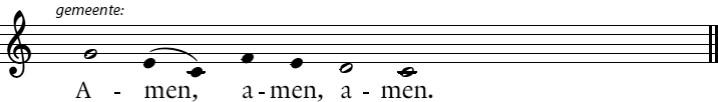 gemeente:
A - men, a - men, a - men.